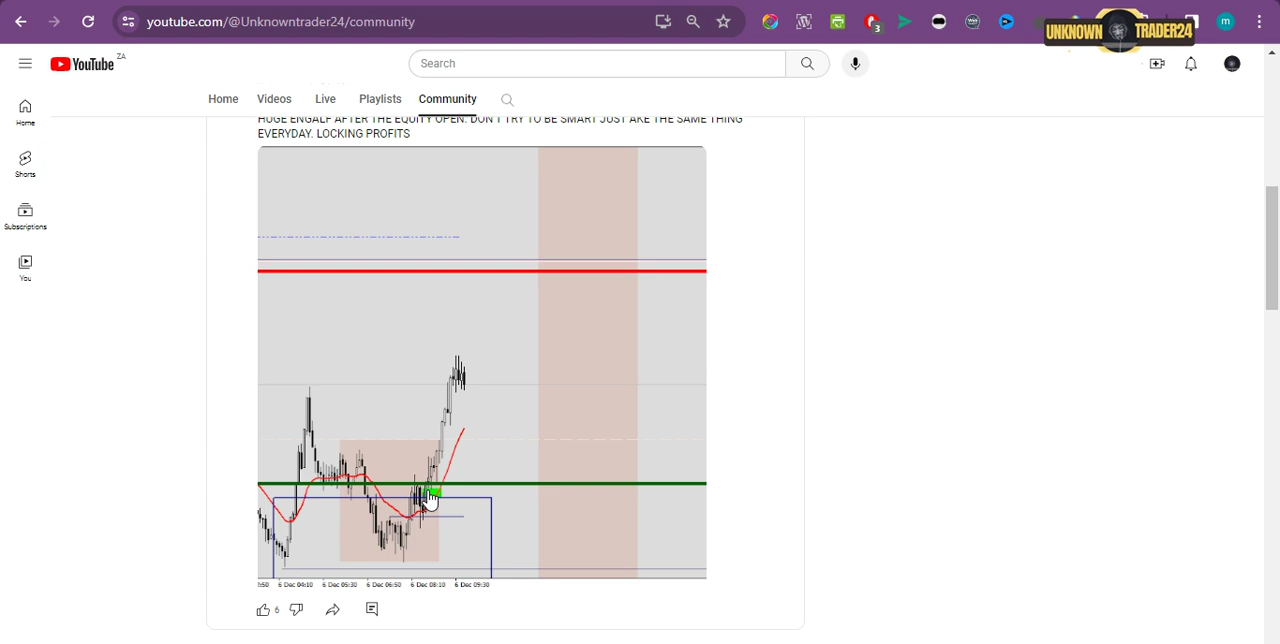 youtube.com/@Unknowntrader24/community
3
m
UNKNOWN TRADER24
YouTube ZA
Search
Home
Videos
Live
Playlists
Community
Home
Shorts
Subscriptions
You
HUGE ENGALF AFTER THE EQUITY OPEN. DON'T TRY TO BE SMART JUST AKE THE SAME THING
EVERYDAY. LOCKING PROFITS
6 Dec 04:10
6 Dec 05:30
6 Dec 06:50
6 Dec 08:10
6 Dec 09:30
6